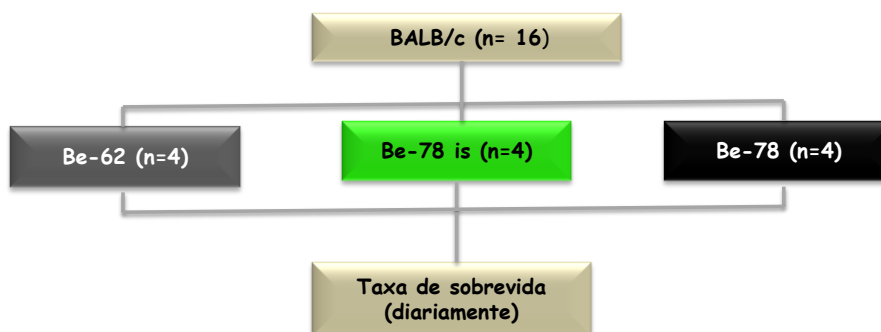 BALB/c (n= 16)
Be-62 (n=4)
Be-78 is (n=4)
Be-78 (n=4)
Taxa de sobrevida
(diariamente)